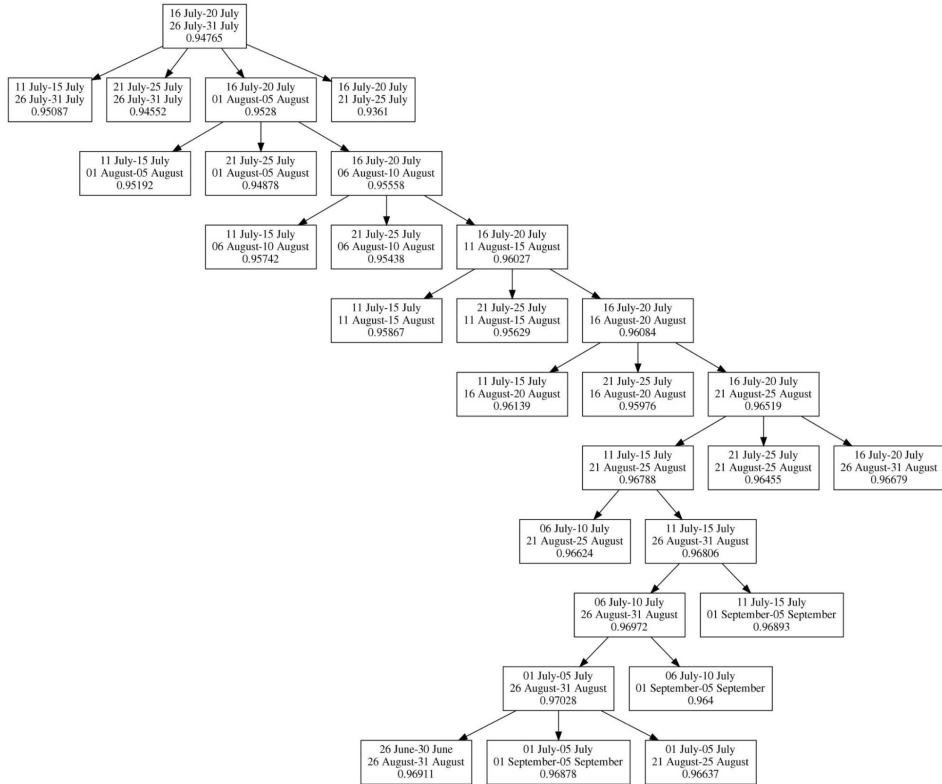 16 July-20 July
26 July-31 July
0.94765
11 July-15 July
26 July-31 July
0.95087
21 July-25 July
26 July-31 July
0.94552
16 July-20 July
01 August-05 August
0.9528
16 July-20 July
21 July-25 July
0.9361
11 July-15 July
01 August-05 August
0.95192
21 July-25 July
01 August-05 August
0.94878
16 July-20 July
06 August-10 August
0.95558
11 July-15 July
06 August-10 August
0.95742
21 July-25 July
06 August-10 August
0.95438
16 July-20 July
11 August-15 August
0.96027
11 July-15 July
11 August-15 August
0.95867
21 July-25 July
11 August-15 August
0.95629
16 July-20 July
16 August-20 August
0.96084
11 July-15 July
16 August-20 August
0.96139
21 July-25 July
16 August-20 August
0.95976
16 July-20 July
21 August-25 August
0.96519
11 July-15 July
21 August-25 August
0.96788
21 July-25 July
21 August-25 August
0.96455
16 July-20 July
26 August-31 August
0.96679
06 July-10 July
21 August-25 August
0.96624
11 July-15 July
26 August-31 August
0.96806
06 July-10 July
26 August-31 August
0.96972
11 July-15 July
01 September-05 September
0.96893
01 July-05 July
26 August-31 August
0.97028
06 July-10 July
01 September-05 September
0.964
26 June-30 June
26 August-31 August
0.96911
01 July-05 July
01 September-05 September
0.96878
01 July-05 July
21 August-25 August
0.96637